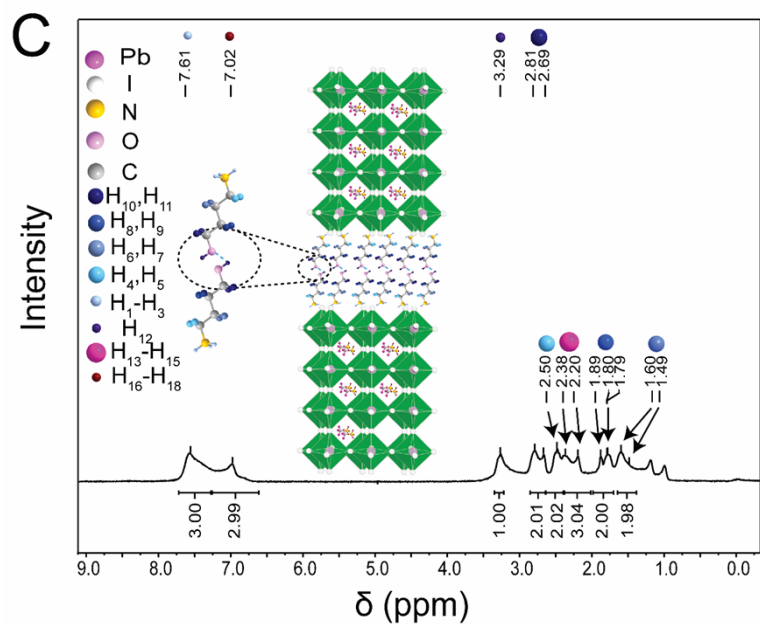 C
Pb
I
N
O
C
H₁₀,H₁₁
H₈,H₉
H₆,H₇
H₄,H₅
H₁-H₃
H₁₂
H₁₃-H₁₅
H₁₆-H₁₈
Intensity
– 7.61
– 7.02
– 3.29
– 2.81
– 2.69
– 2.50
– 2.38
– 2.20
– 1.89
1.80
1.79
1.60
1.49
3.00
2.99
1.00
2.01
2.02
3.04
2.00
1.98
9.1 8.0 7.0 6.0 5.0 4.0 3.0 2.0 1.0 0.0
δ (ppm)